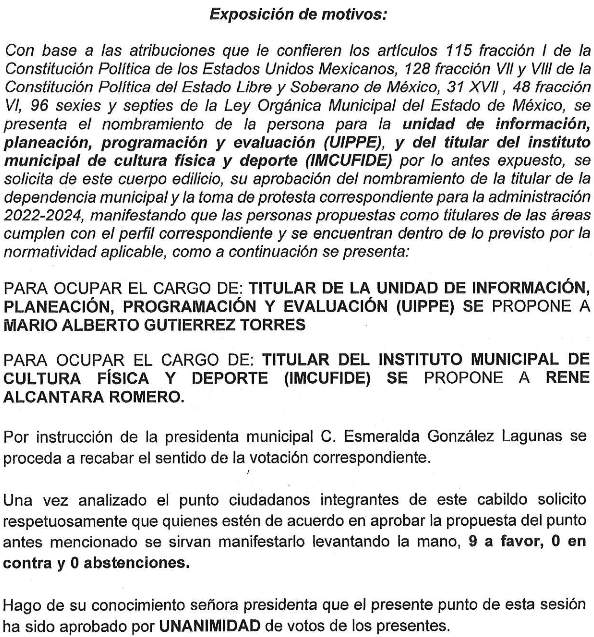 Exposición de motivos:
Con base a las atribuciones que le confieren los artículos 115 fracción I de la
Constitución Política de los Estados Unidos Mexicanos, 128 fracción VII y VIII de la
Constitución Política del Estado Libre y Soberano de México, 31 XVII , 48 fracción
VI, 96 sexies y septies de la Ley Orgánica Municipal del Estado de México, se
presenta el nombramiento de la persona para la unidad de información,
planeación, programación y evaluación (UIPPE), y del titular del instituto
municipal de cultura física y deporte (IMCUFIDE) por lo antes expuesto, se
solicita de este cuerpo edilicio, su aprobación del nombramiento de la titular de la
dependencia municipal y la toma de protesta correspondiente para la administración
2022-2024, manifestando que las personas propuestas como titulares de las áreas
cumplen con el perfil correspondiente y se encuentran dentro de lo previsto por la
normatividad aplicable, como a continuación se presenta:
PARA OCUPAR EL CARGO DE: TITULAR DE LA UNIDAD DE INFORMACIÓN,
PLANEACIÓN, PROGRAMACIÓN Y EVALUACIÓN (UIPPE) SE PROPONE A
MARIO ALBERTO GUTIERREZ TORRES
PARA OCUPAR EL CARGO DE: TITULAR DEL INSTITUTO MUNICIPAL DE
CULTURA FÍSICA Y DEPORTE (IMCUFIDE) SE PROPONE A RENE
ALCANTARA ROMERO.
Por instrucción de la presidenta municipal C. Esmeralda González Lagunas se
proceda a recabar el sentido de la votación correspondiente.
Una vez analizado el punto ciudadanos integrantes de este cabildo solicito
respetuosamente que quienes estén de acuerdo en aprobar la propuesta del punto
antes mencionado se sirvan manifestarlo levantando la mano, 9 a favor, 0 en
contra y 0 abstenciones.
Hago de su conocimiento señora presidenta que el presente punto de esta sesión
ha sido aprobado por UNANIMIDAD de votos de los presentes.